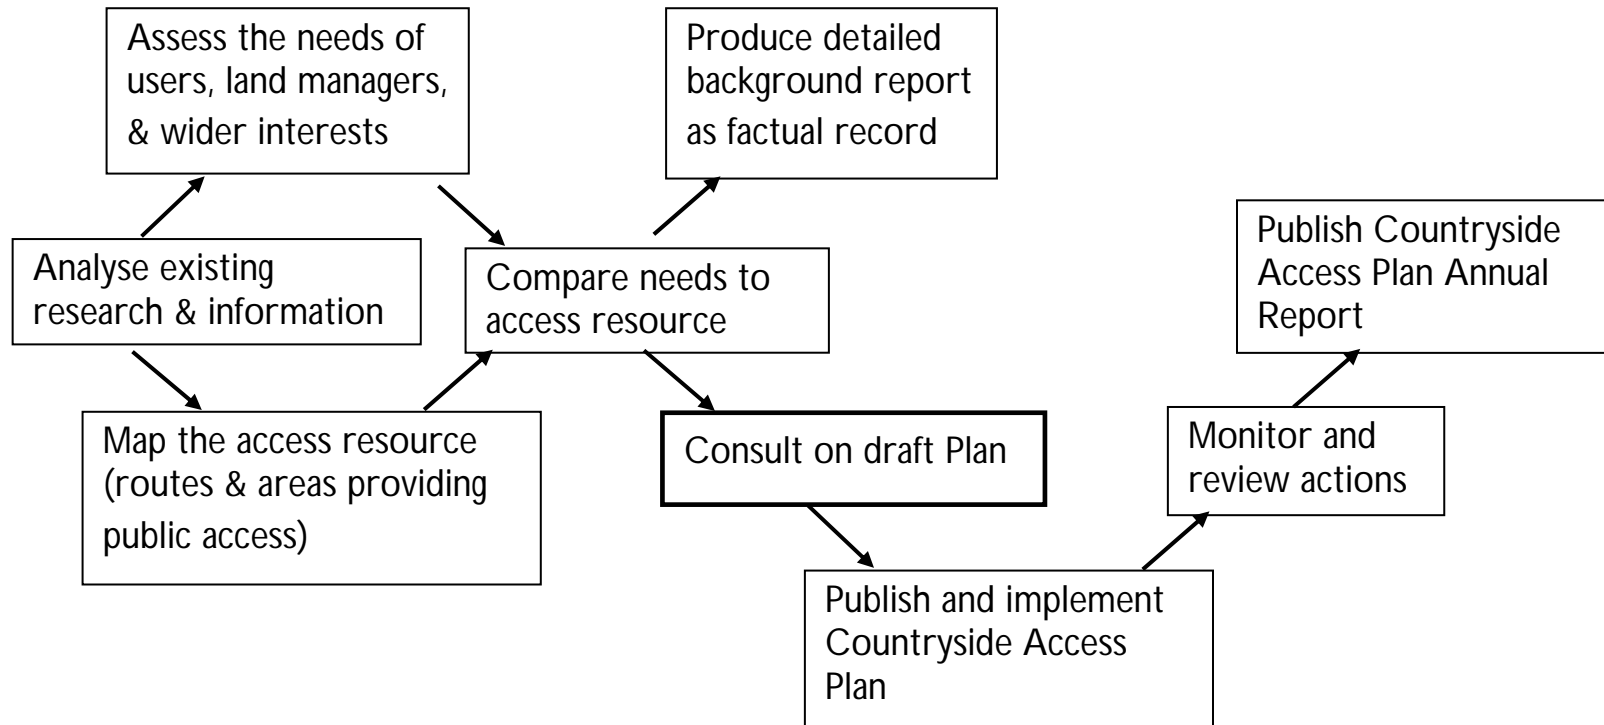 Assess the needs of
users, land managers,
& wider interests
Produce detailed
background report
as factual record
Analyse existing
research & information
Compare needs to
access resource
Publish Countryside
Access Plan Annual
Report
Map the access resource
(routes & areas providing
public access)
Consult on draft Plan
Monitor and
review actions
Publish and implement
Countryside Access
Plan